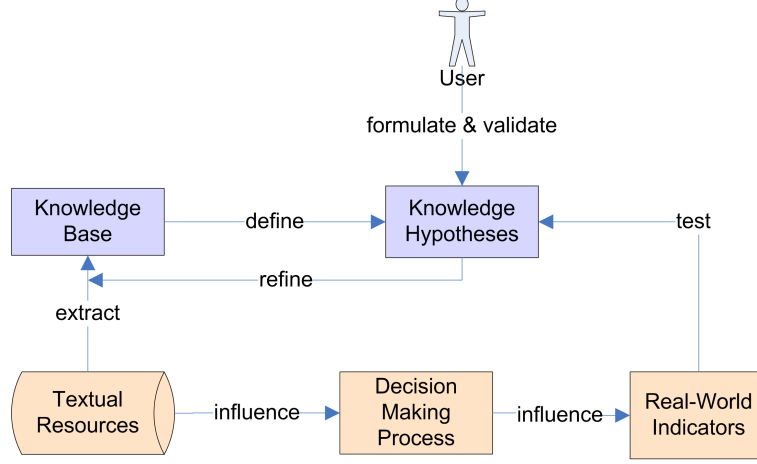 User
formulate & validate
Knowledge
Base
define
Knowledge
Hypotheses
test
refine
extract
Textual
Resources
influence
Decision
Making
Process
influence
Real-World
Indicators